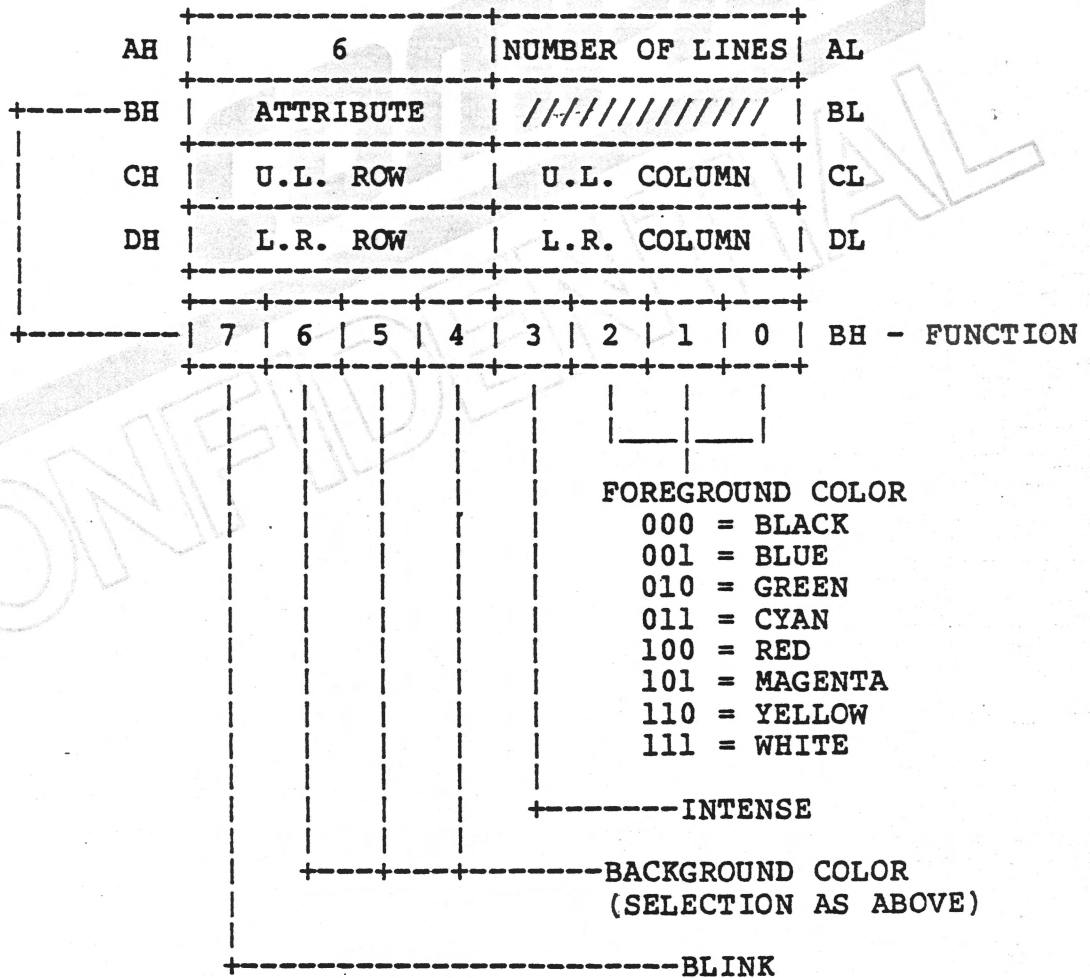 AH 6 NUMBER OF LINES AL
BH ATTRIBUTE //////////// BL
CH U.L. ROW U.L. COLUMN CL
DH L.R. ROW L.R. COLUMN DL
7 6 5 4 3 2 1 0 BH - FUNCTION
FOREGROUND COLOR
000 = BLACK
001 = BLUE
010 = GREEN
011 = CYAN
100 = RED
101 = MAGENTA
110 = YELLOW
111 = WHITE
INTENSE
BACKGROUND COLOR
(SELECTION AS ABOVE)
BLINK
CONFIDENTIAL